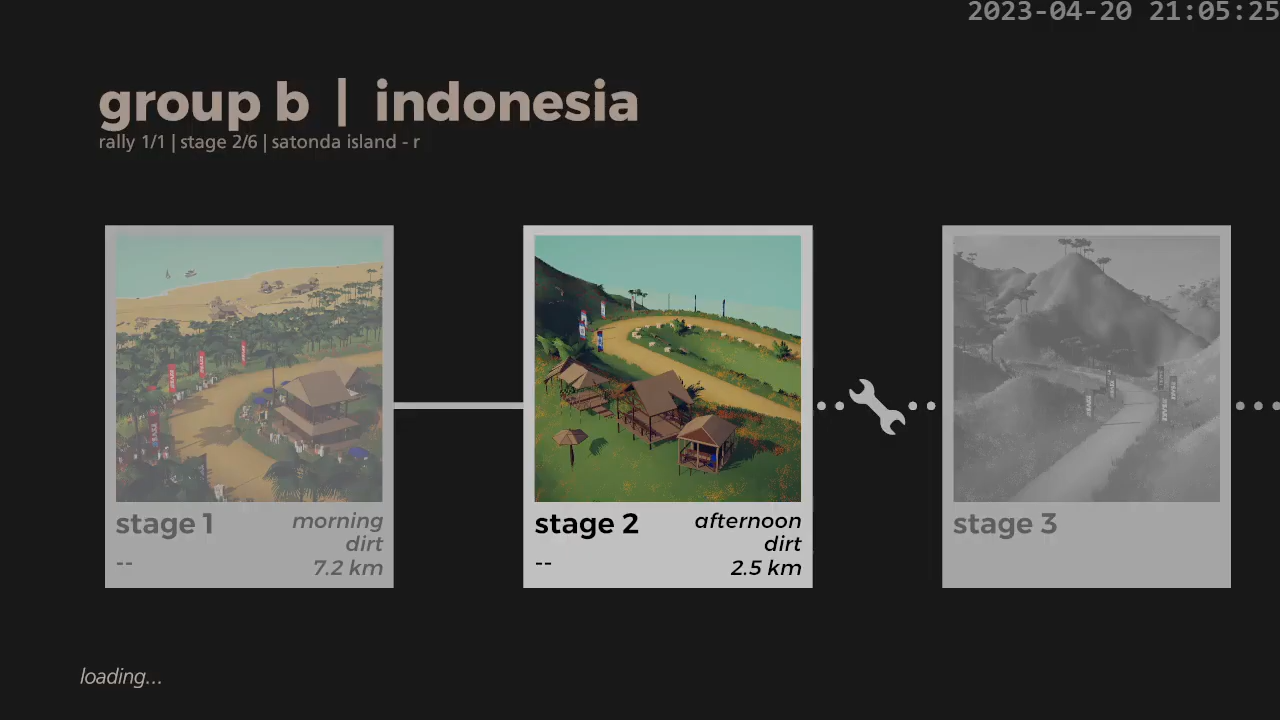 2023-04-20 21:05:25
group b | indonesia
rally 1/1 | stage 2/6 | satonda island - r
stage 1
morning
dirt
--
7.2 km
stage 2
afternoon
dirt
--
2.5 km
stage 3
loading...